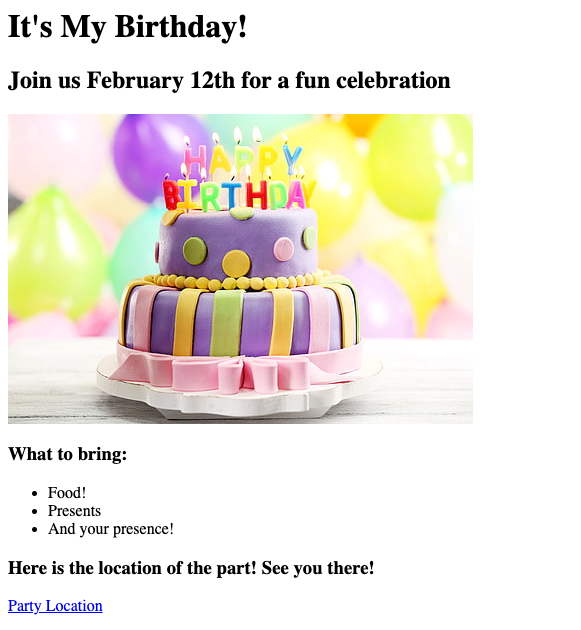 It's My Birthday!
Join us February 12th for a fun celebration
HAPPY
BIRTHDAY
What to bring:
Food!
Presents
And your presence!
Here is the location of the part! See you there!
Party Location